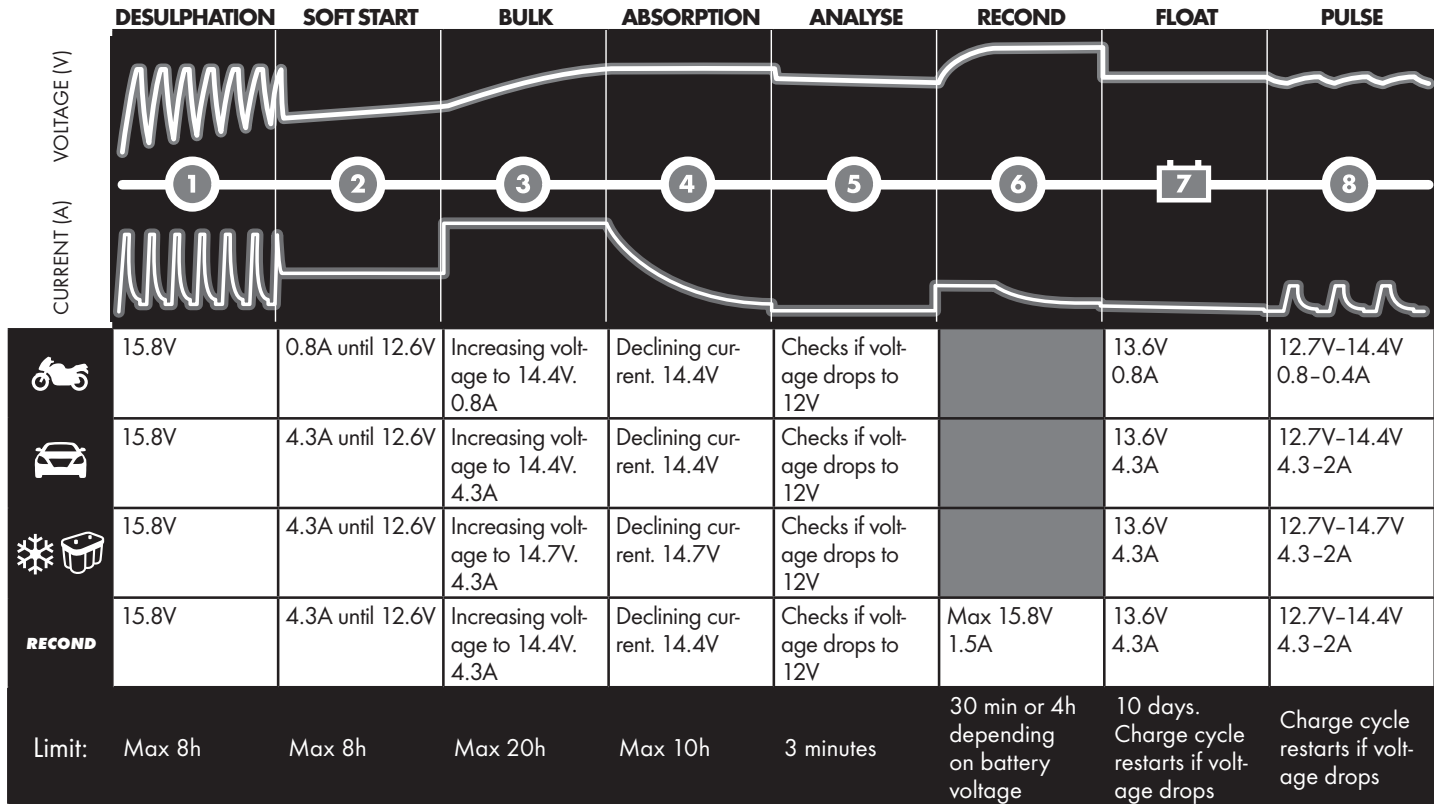 DESULPHATION SOFT START BULK ABSORPTION ANALYSE RECOND FLOAT PULSE
VOLTAGE (V)
1 2 3 4 5 6 7 8
CURRENT (A)
15.8V
0.8A until 12.6V
Increasing volt-
age to 14.4V.
0.8A
Declining cur-
rent. 14.4V
Checks if volt-
age drops to
12V
13.6V
0.8A
12.7V–14.4V
0.8–0.4A
15.8V
4.3A until 12.6V
Increasing volt-
age to 14.4V.
4.3A
Declining cur-
rent. 14.4V
Checks if volt-
age drops to
12V
13.6V
4.3A
12.7V–14.4V
4.3–2A
15.8V
4.3A until 12.6V
Increasing volt-
age to 14.7V.
4.3A
Declining cur-
rent. 14.7V
Checks if volt-
age drops to
12V
13.6V
4.3A
12.7V–14.7V
4.3–2A
RECOND
15.8V
4.3A until 12.6V
Increasing volt-
age to 14.4V.
4.3A
Declining cur-
rent. 14.4V
Checks if volt-
age drops to
12V
Max 15.8V
1.5A
13.6V
4.3A
12.7V–14.4V
4.3–2A
Limit:
Max 8h
Max 8h
Max 20h
Max 10h
3 minutes
30 min or 4h
depending
on battery
voltage
10 days.
Charge cycle
restarts if volt-
age drops
Charge cycle
restarts if volt-
age drops